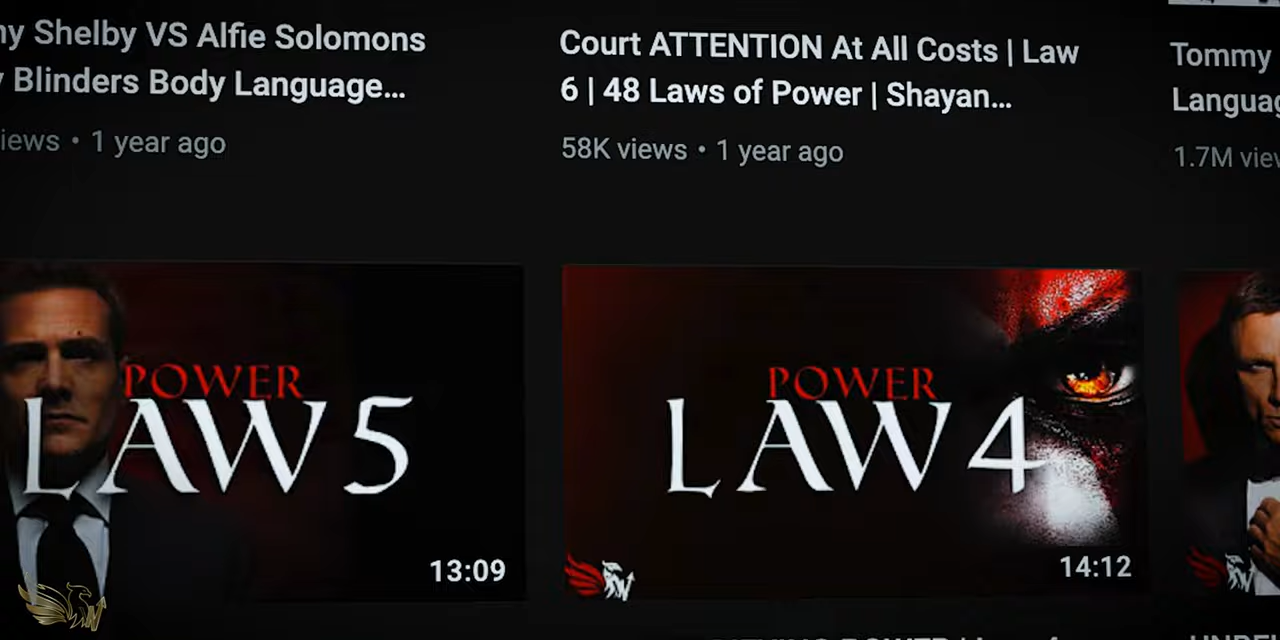 ny Shelby VS Alfie Solomons
y Blinders Body Language...
iews • 1 year ago
Court ATTENTION At All Costs | Law
6 | 48 Laws of Power | Shayan...
58K views • 1 year ago
Tommy
Languag
1.7M view
POWER
LAW 5
13:09
POWER
LAW 4
14:12